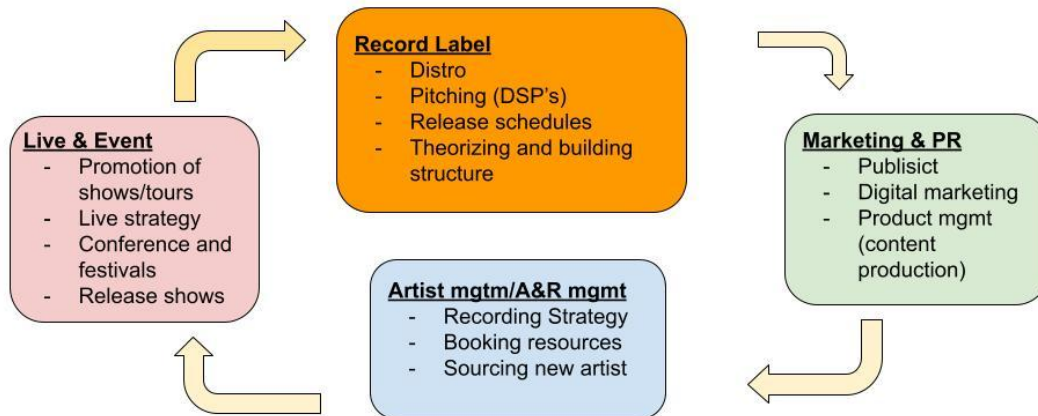 Record Label
- Distro
- Pitching (DSP's)
- Release schedules
- Theorizing and building
structure
Live & Event
- Promotion of
shows/tours
- Live strategy
- Conference and
festivals
- Release shows
Marketing & PR
- Publisict
- Digital marketing
- Product mgmt
(content
production)
Artist mgtm/A&R mgmt
- Recording Strategy
- Booking resources
- Sourcing new artist